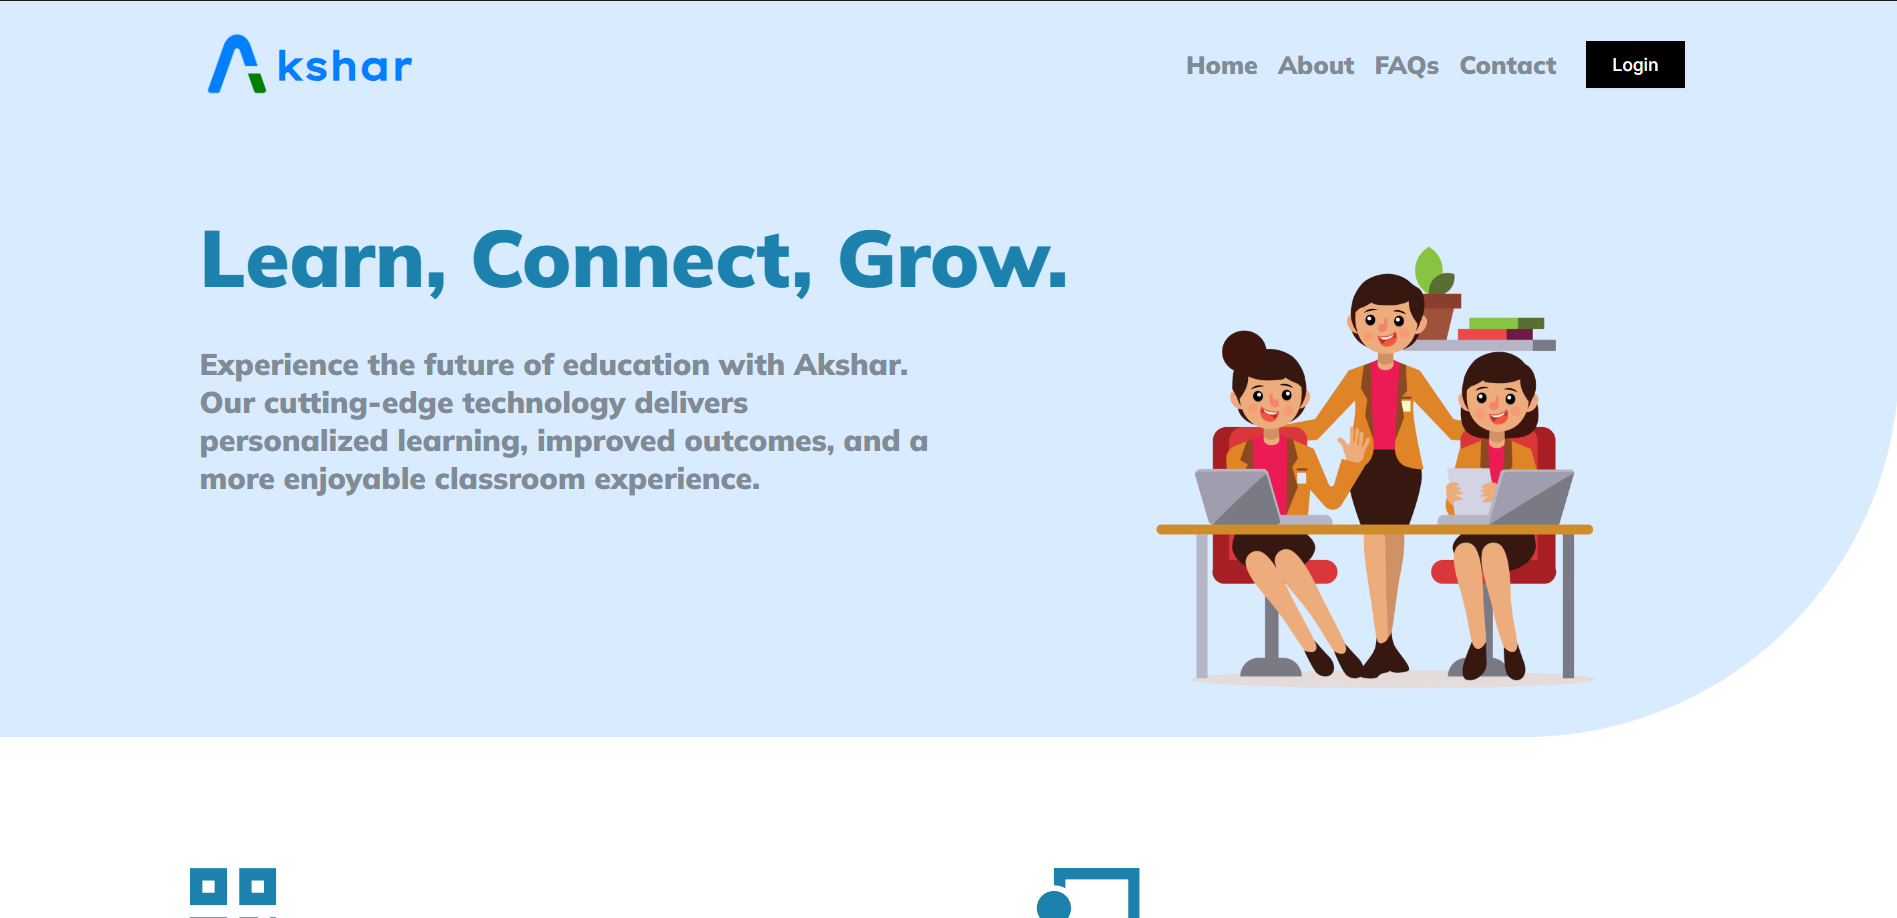 Akshar
Home About FAQs Contact Login
Learn, Connect, Grow.
Experience the future of education with Akshar.
Our cutting-edge technology delivers
personalized learning, improved outcomes, and a
more enjoyable classroom experience.